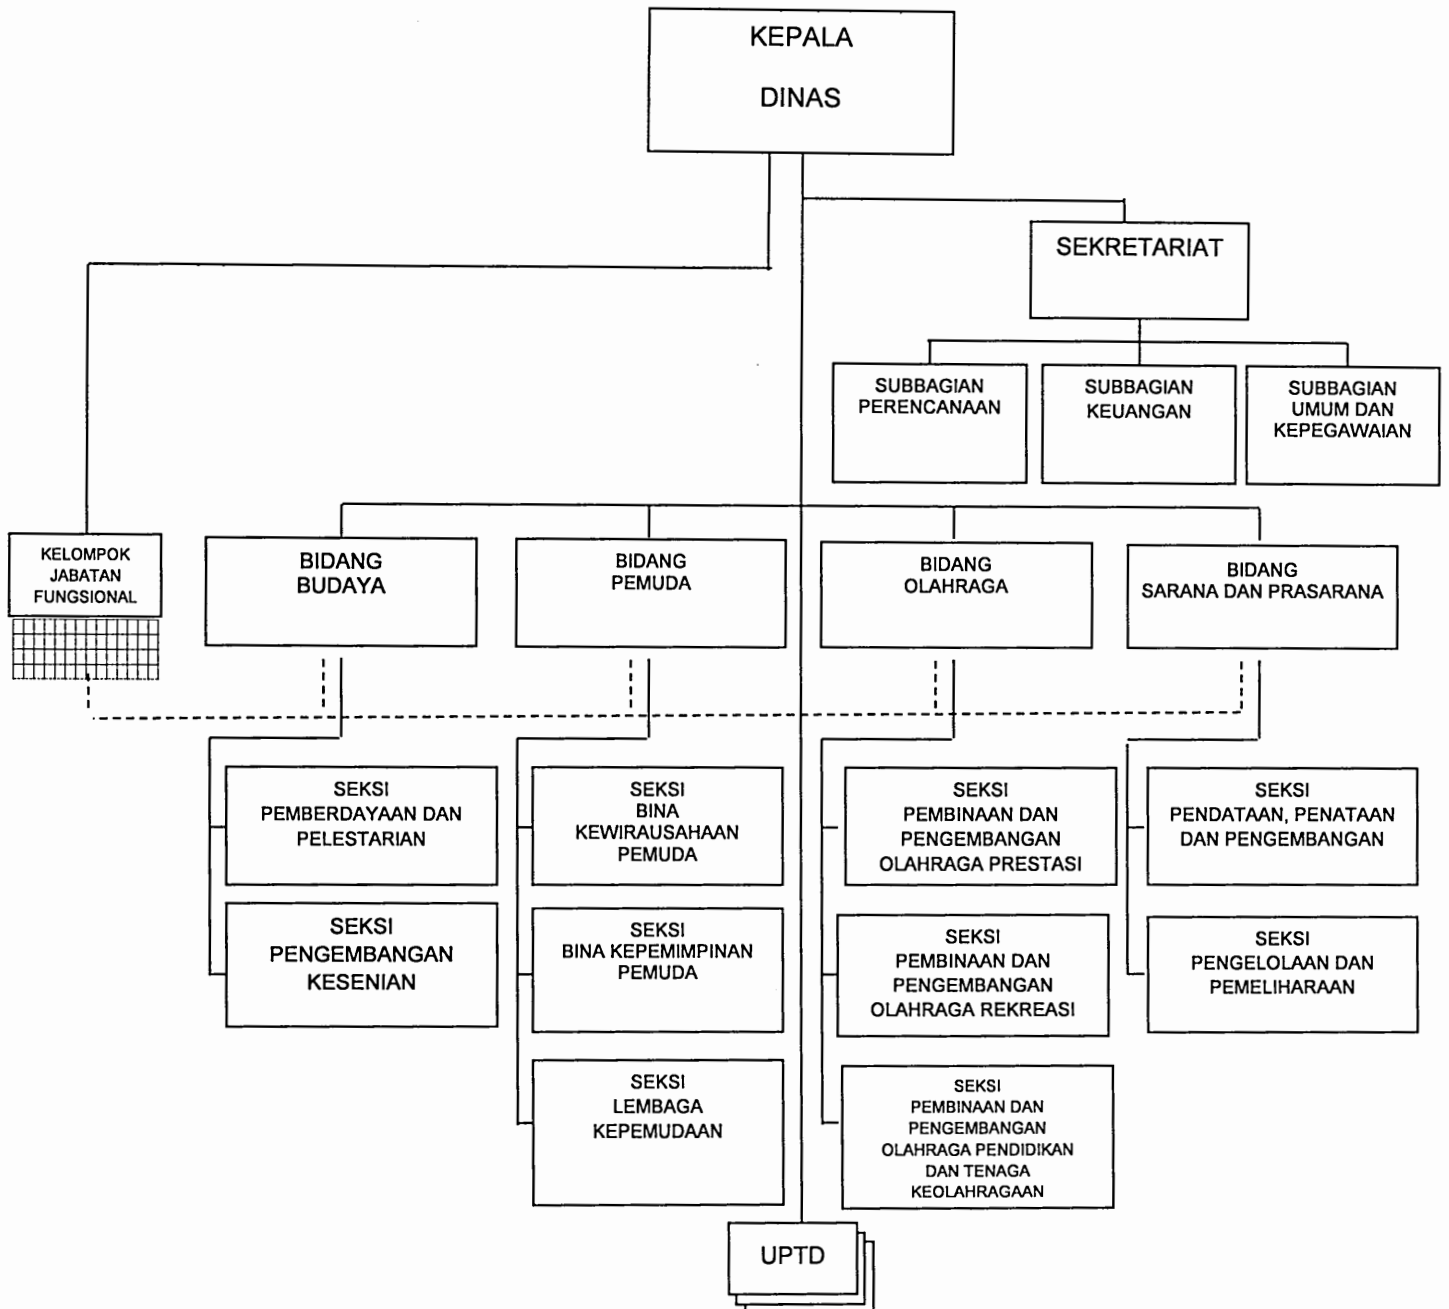 KEPALA
DINAS
SEKRETARIAT
SUBBAGIAN
PERENCANAAN
SUBBAGIAN
KEUANGAN
SUBBAGIAN
UMUM DAN
KEPEGAWAIAN
KELOMPOK
JABATAN
FUNGSIONAL
BIDANG
BUDAYA
BIDANG
PEMUDA
BIDANG
OLAHRAGA
BIDANG
SARANA DAN PRASARANA
SEKSI
PEMBERDAYAAN DAN
PELESTARIAN
SEKSI
PENGEMBANGAN
KESENIAN
SEKSI
BINA
KEWIRAUSAHAAN
PEMUDA
SEKSI
BINA KEPEMIMPINAN
PEMUDA
SEKSI
LEMBAGA
KEPEMUDAAN
SEKSI
PEMBINAAN DAN
PENGEMBANGAN
OLAHRAGA PRESTASI
SEKSI
PEMBINAAN DAN
PENGEMBANGAN
OLAHRAGA REKREASI
SEKSI
PEMBINAAN DAN
PENGEMBANGAN
OLAHRAGA PENDIDIKAN
DAN TENAGA
KEOLAHRAGAAN
SEKSI
PENDATAAN, PENATAAN
DAN PENGEMBANGAN
SEKSI
PENGELOLAAN DAN
PEMELIHARAAN
UPTD